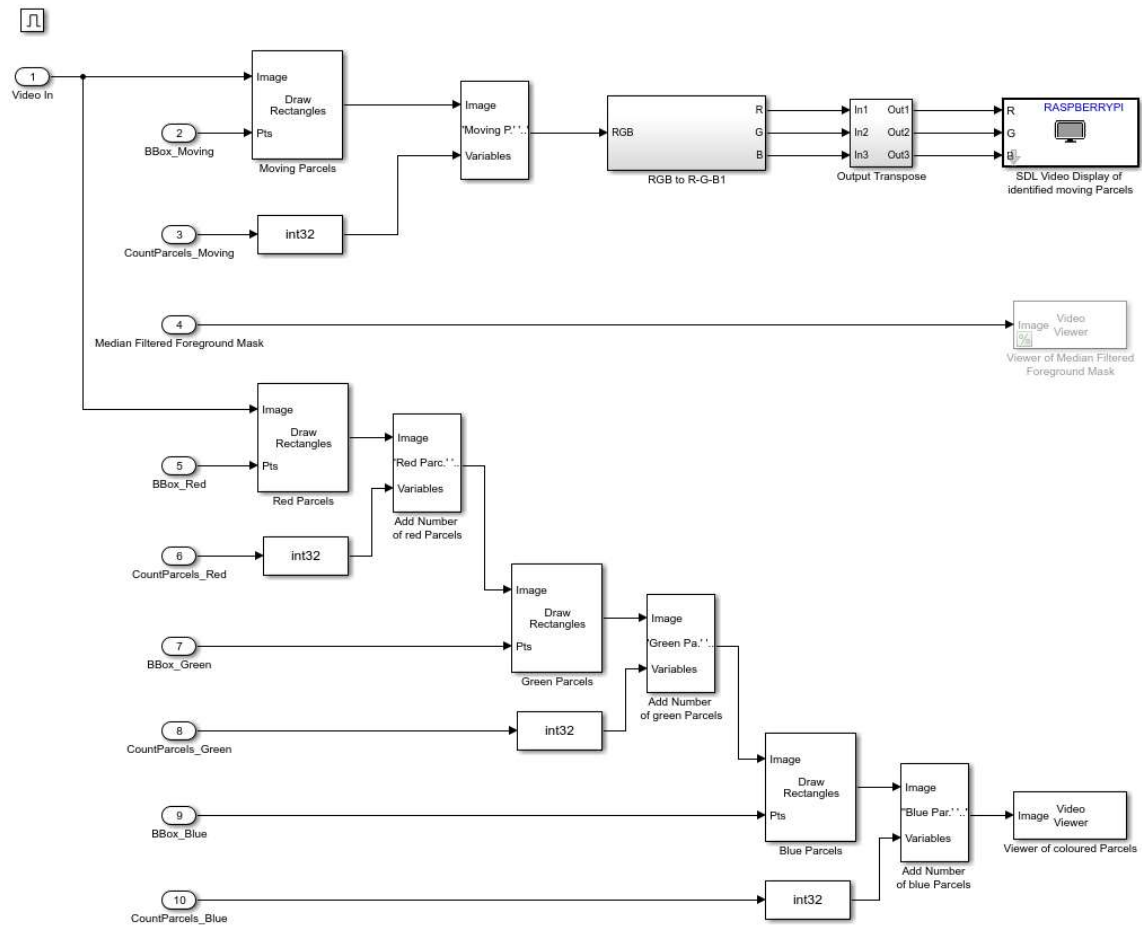 1
Video In
Image
Draw
Rectangles
Pts
Moving Parcels
2
BBox_Moving
Image
'Moving P.' '..
Variables
RGB
R
G
B
RGB to R-G-B1
In1
In2
In3
Out1
Out2
Out3
Output Transpose
RASPBERRYPI
R
G
B
SDL Video Display of
identified moving Parcels
3
CountParcels_Moving
int32
4
Median Filtered Foreground Mask
Image
Video
Viewer
Viewer of Median Filtered
Foreground Mask
Image
Draw
Rectangles
Pts
Red Parcels
5
BBox_Red
Image
'Red Parc.' '..
Variables
Add Number
of red Parcels
6
CountParcels_Red
int32
Image
Draw
Rectangles
Pts
Green Parcels
7
BBox_Green
Image
'Green Pa.' '..
Variables
Add Number
of green Parcels
8
CountParcels_Green
int32
Image
Draw
Rectangles
Pts
Blue Parcels
9
BBox_Blue
Image
''Blue Par.' '..
Variables
Add Number
of blue Parcels
Image
Video
Viewer
Viewer of coloured Parcels
10
CountParcels_Blue
int32